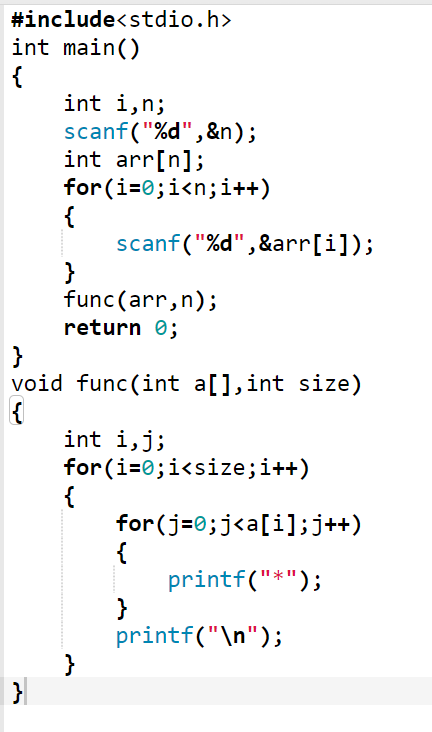 #include<stdio.h>
int main()
{
    int i,n;
    scanf("%d",&n);
    int arr[n];
    for(i=0;i<n;i++)
    {
        scanf("%d",&arr[i]);
    }
    func(arr,n);
    return 0;
}
void func(int a[],int size)
{
    int i,j;
    for(i=0;i<size;i++)
    {
        for(j=0;j<a[i];j++)
        {
            printf("*");
        }
        printf("\n");
    }
}